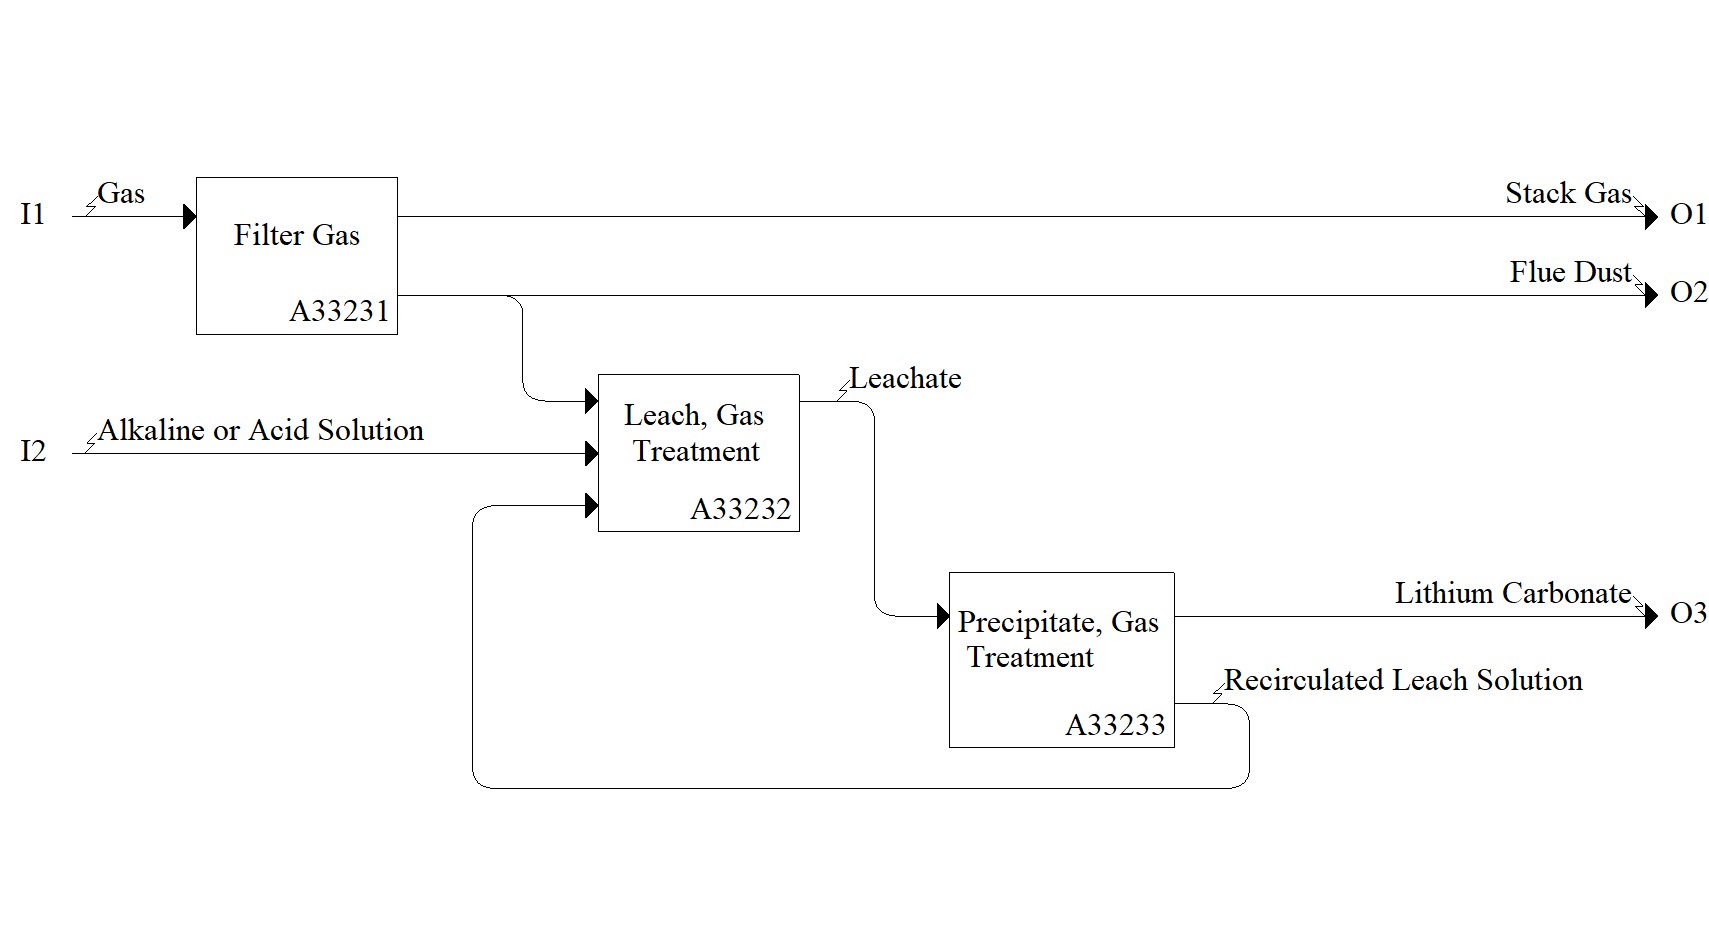 I1
Gas
Filter Gas
A33231
Stack Gas
O1
Flue Dust
O2
I2
Alkaline or Acid Solution
Leach, Gas
Treatment
A33232
Leachate
Precipitate, Gas
Treatment
A33233
Lithium Carbonate
O3
Recirculated Leach Solution